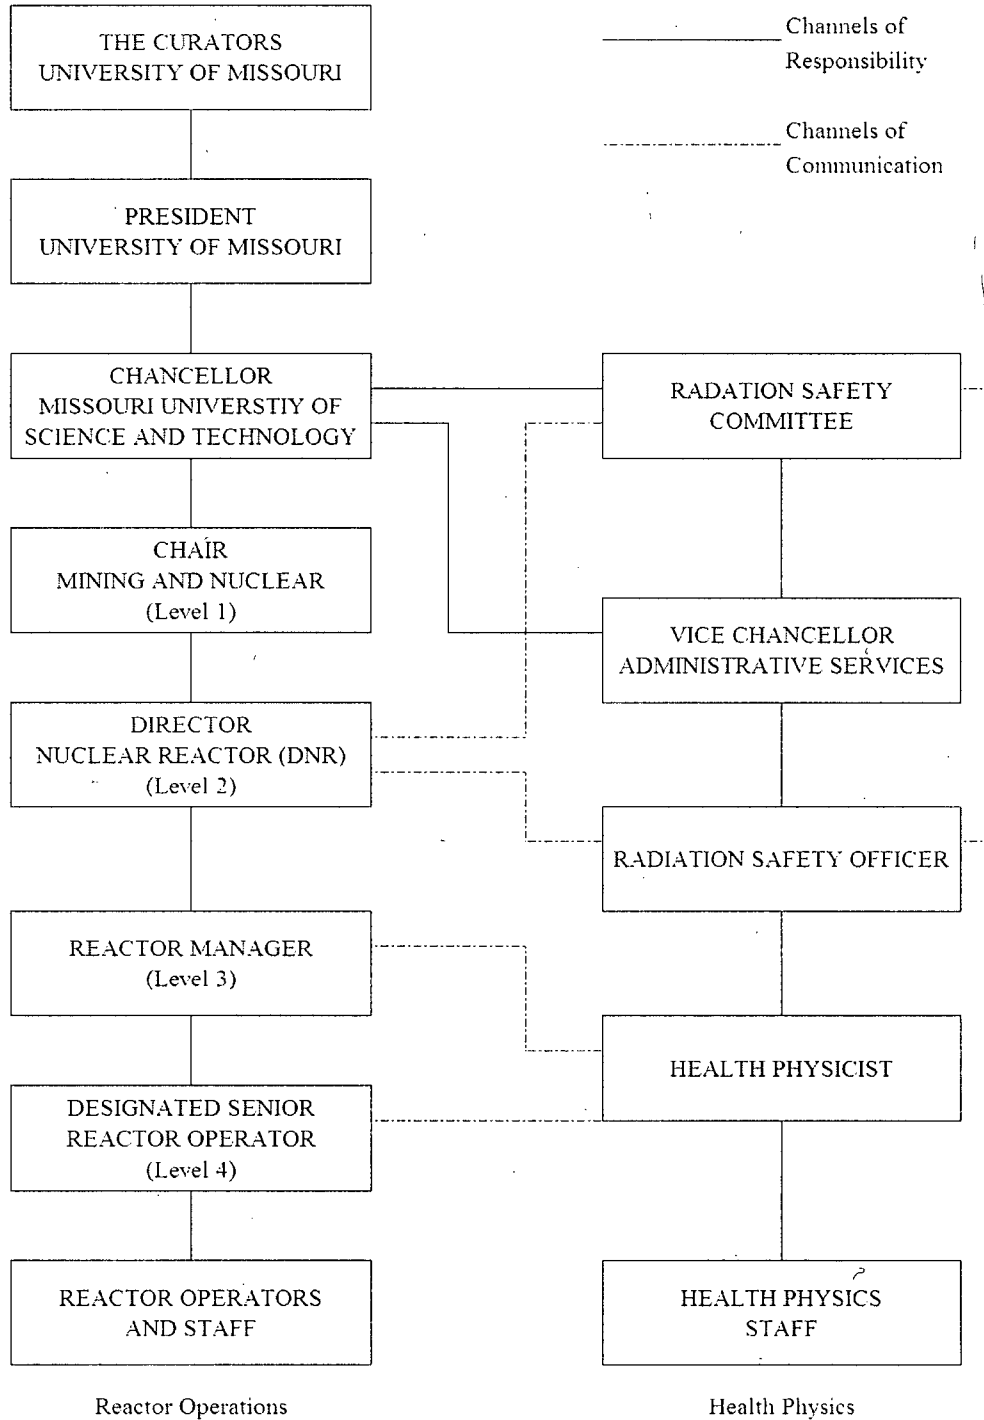 THE CURATORS
UNIVERSITY OF MISSOURI
Channels of
Responsibility
Channels of
Communication
PRESIDENT
UNIVERSITY OF MISSOURI
CHANCELLOR
MISSOURI UNIVERSTIY OF
SCIENCE AND TECHNOLOGY
RADATION SAFETY
COMMITTEE
CHAIR
MINING AND NUCLEAR
(Level 1)
VICE CHANCELLOR
ADMINISTRATIVE SERVICES
DIRECTOR
NUCLEAR REACTOR (DNR)
(Level 2)
RADIATION SAFETY OFFICER
REACTOR MANAGER
(Level 3)
HEALTH PHYSICIST
DESIGNATED SENIOR
REACTOR OPERATOR
(Level 4)
REACTOR OPERATORS
AND STAFF
HEALTH PHYSICS
STAFF
Reactor Operations
Health Physics